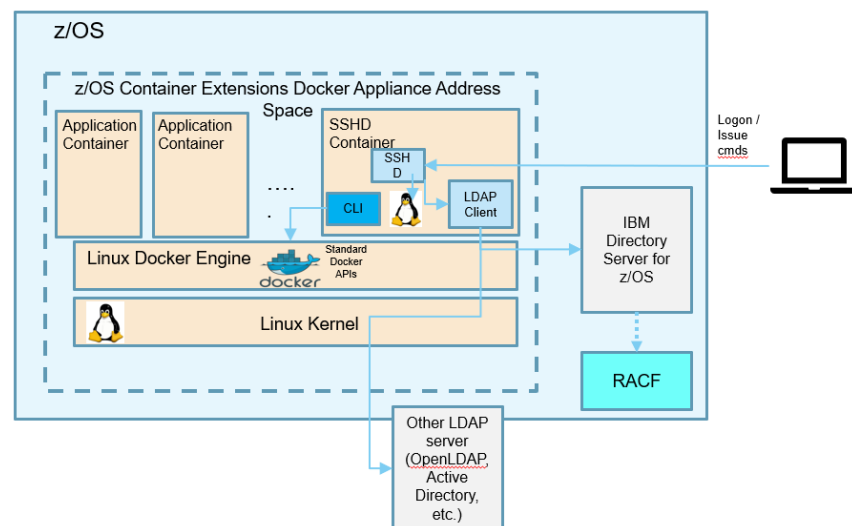 z/OS
z/OS Container Extensions Docker Appliance Address
Space
Application
Container
Application
Container
....
.
SSHD
Container
SSH
D
CLI
LDAP
Client
Logon /
Issue
cmds
Linux Docker Engine
docker
Standard
Docker
APIs
IBM
Directory
Server for
z/OS
Linux Kernel
RACF
Other LDAP
server
(OpenLDAP,
Active
Directory,
etc.)